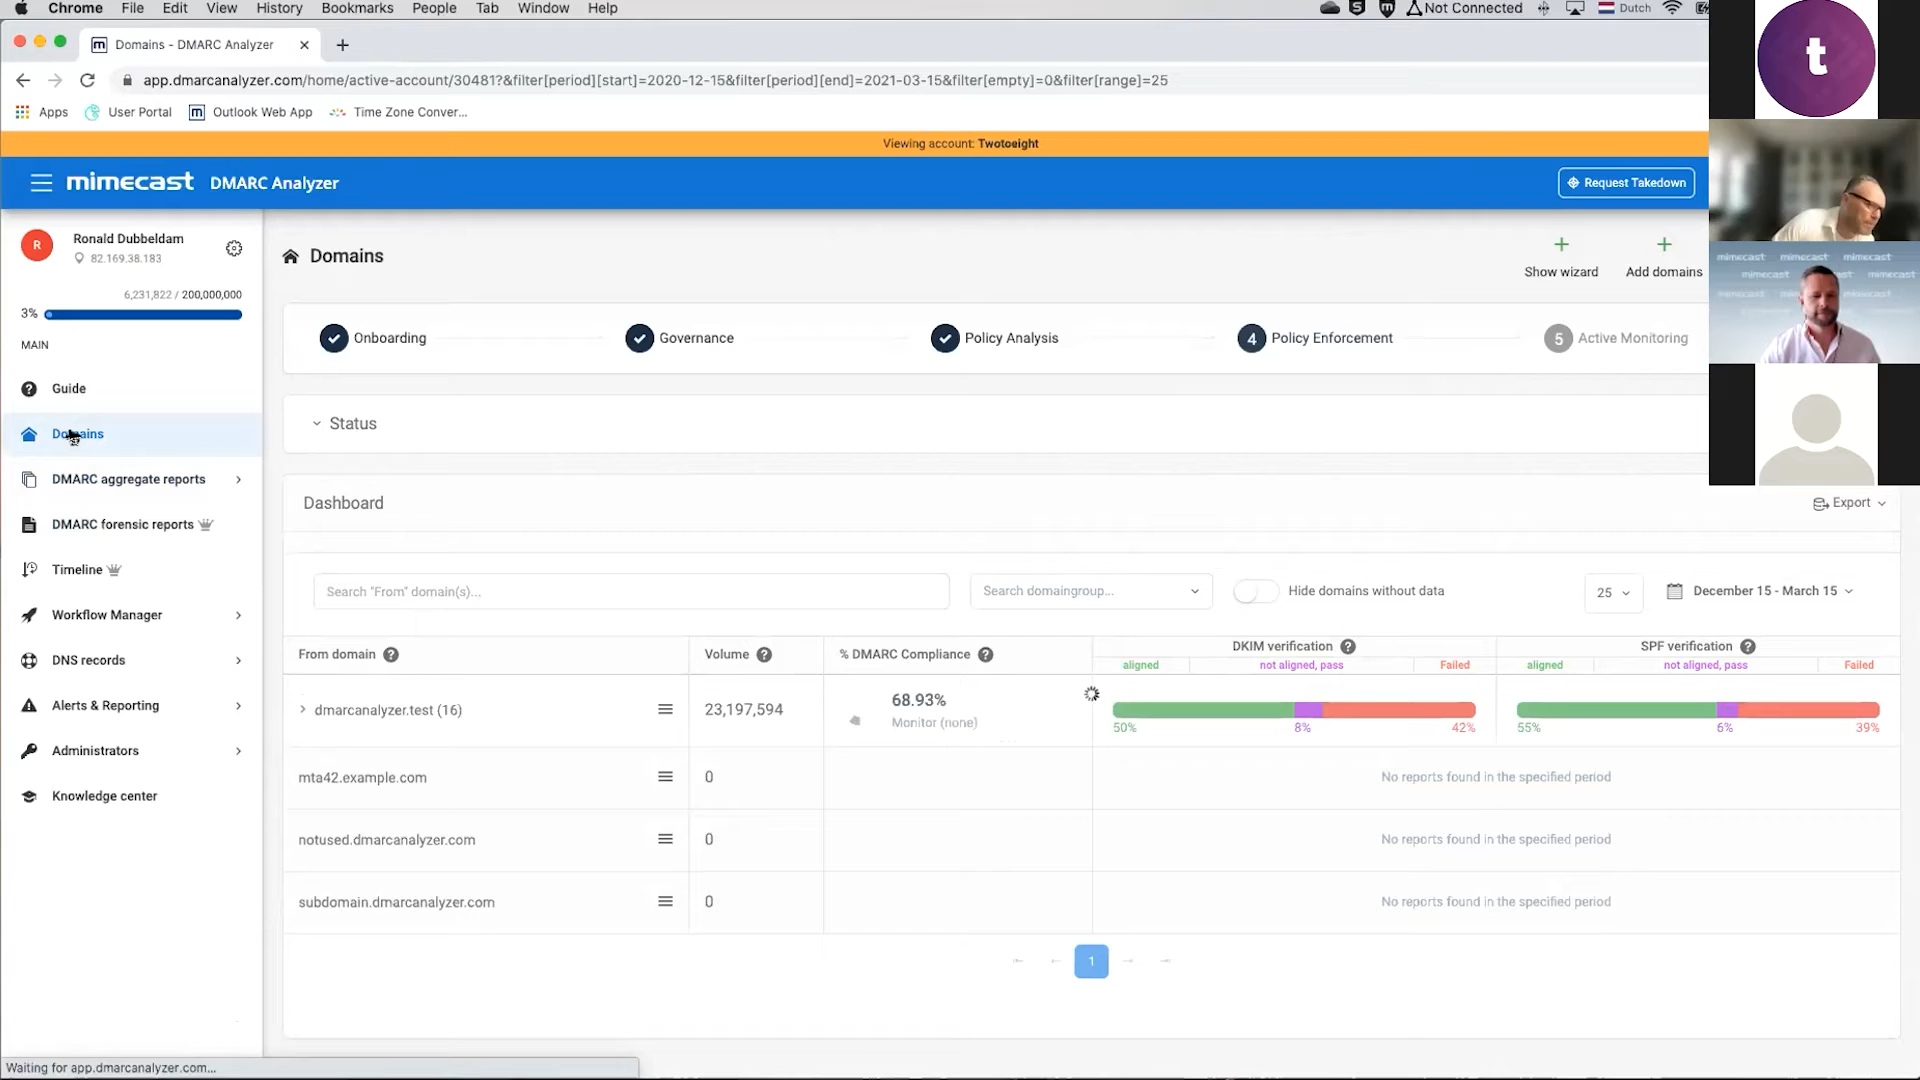 Chrome File Edit View History Bookmarks People Tab Window Help
Not Connected Dutch
Domains - DMARC Analyzer
app.dmarcanalyzer.com/home/active-account/30481?&filter[period][start]=2020-12-15&filter[period][end]=2021-03-15&filter[empty]=0&filter[range]=25
Apps User Portal Outlook Web App Time Zone Conver...
Viewing account: Twotoeight
mimecast DMARC Analyzer
Request Takedown
R
Ronald Dubbeldam
82.169.38.183
6,231,822 / 200,000,000
3%
MAIN
Guide
Domains
DMARC aggregate reports
DMARC forensic reports
Timeline
Workflow Manager
DNS records
Alerts & Reporting
Administrators
Knowledge center
Domains
Show wizard Add domains
Onboarding Governance Policy Analysis 4 Policy Enforcement 5 Active Monitoring
Status
Dashboard
Export
Search "From" domain(s)... Search domaingroup... Hide domains without data 25 December 15 - March 15
From domain Volume % DMARC Compliance DKIM verification SPF verification
aligned not aligned, pass Failed aligned not aligned, pass Failed
dmarcanalyzer.test (16) 23,197,594 68.93% Monitor (none)
50% 8% 42% 55% 6% 39%
mta42.example.com 0 No reports found in the specified period
notused.dmarcanalyzer.com 0 No reports found in the specified period
subdomain.dmarcanalyzer.com 0 No reports found in the specified period
1
Waiting for app.dmarcanalyzer.com...
t
mimecast mimecast mimecast
mimecast mimecast